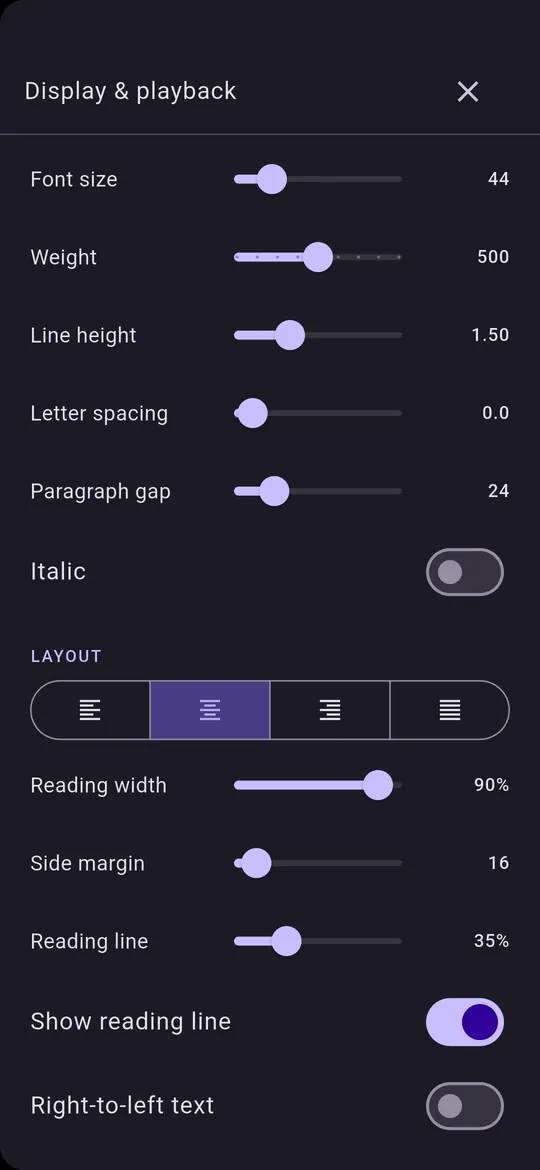 Display & playback
Font size 44
Weight 500
Line height 1.50
Letter spacing 0.0
Paragraph gap 24
Italic
LAYOUT
Reading width 90%
Side margin 16
Reading line 35%
Show reading line
Right-to-left text